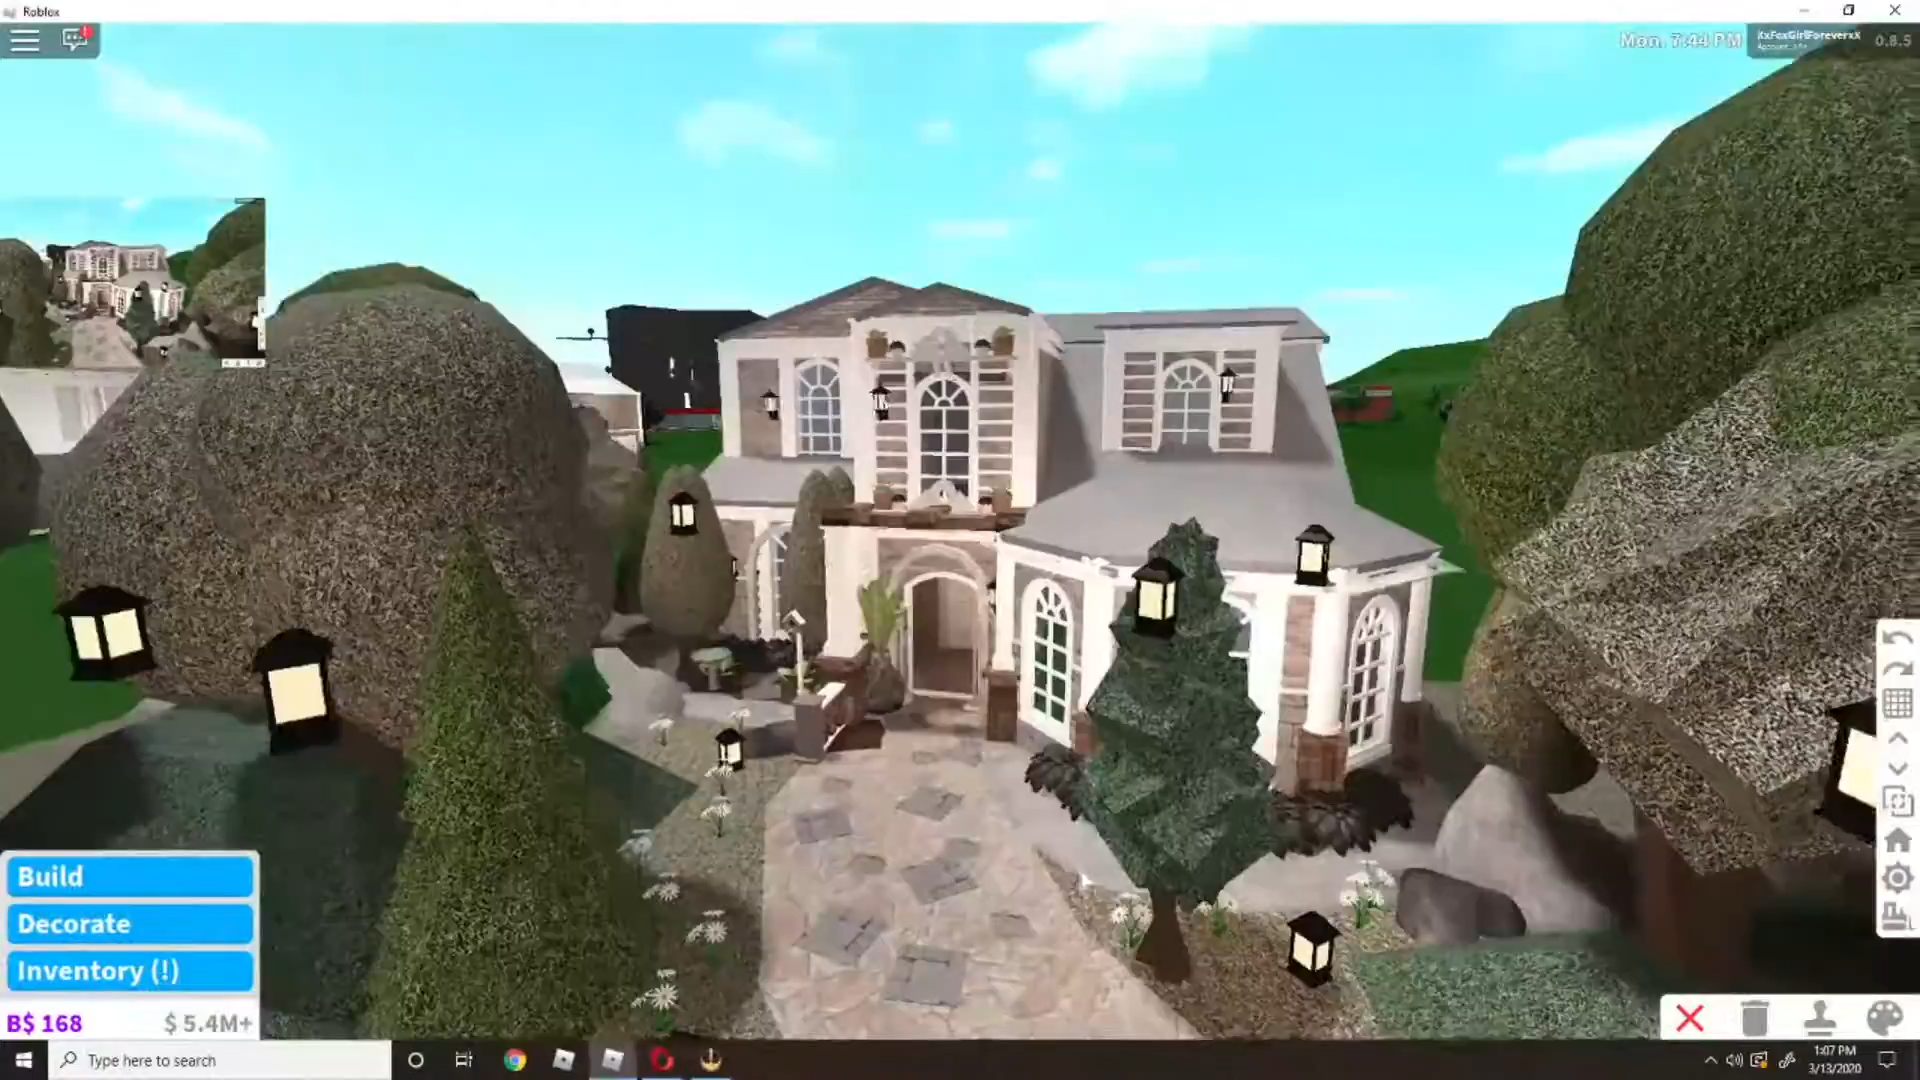 Roblox
Mon. 7:44 PM
XxFoxGirlForeverxX
0.8.5
Build
Decorate
Inventory (!)
B$ 168
$ 5.4M+
Type here to search
1:07 PM
3/13/2020